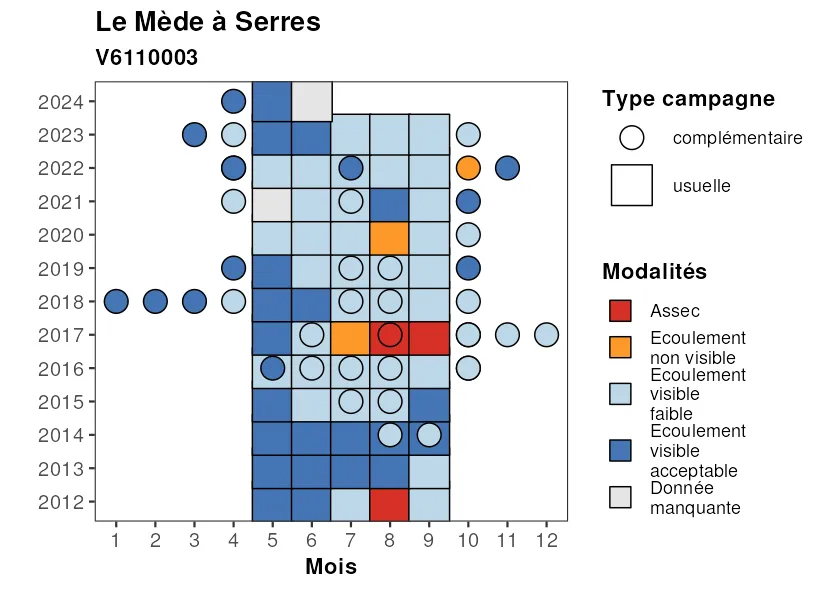 Le Mède à Serres
V6110003
2024
2023
2022
2021
2020
2019
2018
2017
2016
2015
2014
2013
2012
1 2 3 4 5 6 7 8 9 10 11 12
Mois
Type campagne
complémentaire
usuelle
Modalités
Assec
Ecoulement
non visible
Ecoulement
visible
faible
Ecoulement
visible
acceptable
Donnée
manquante